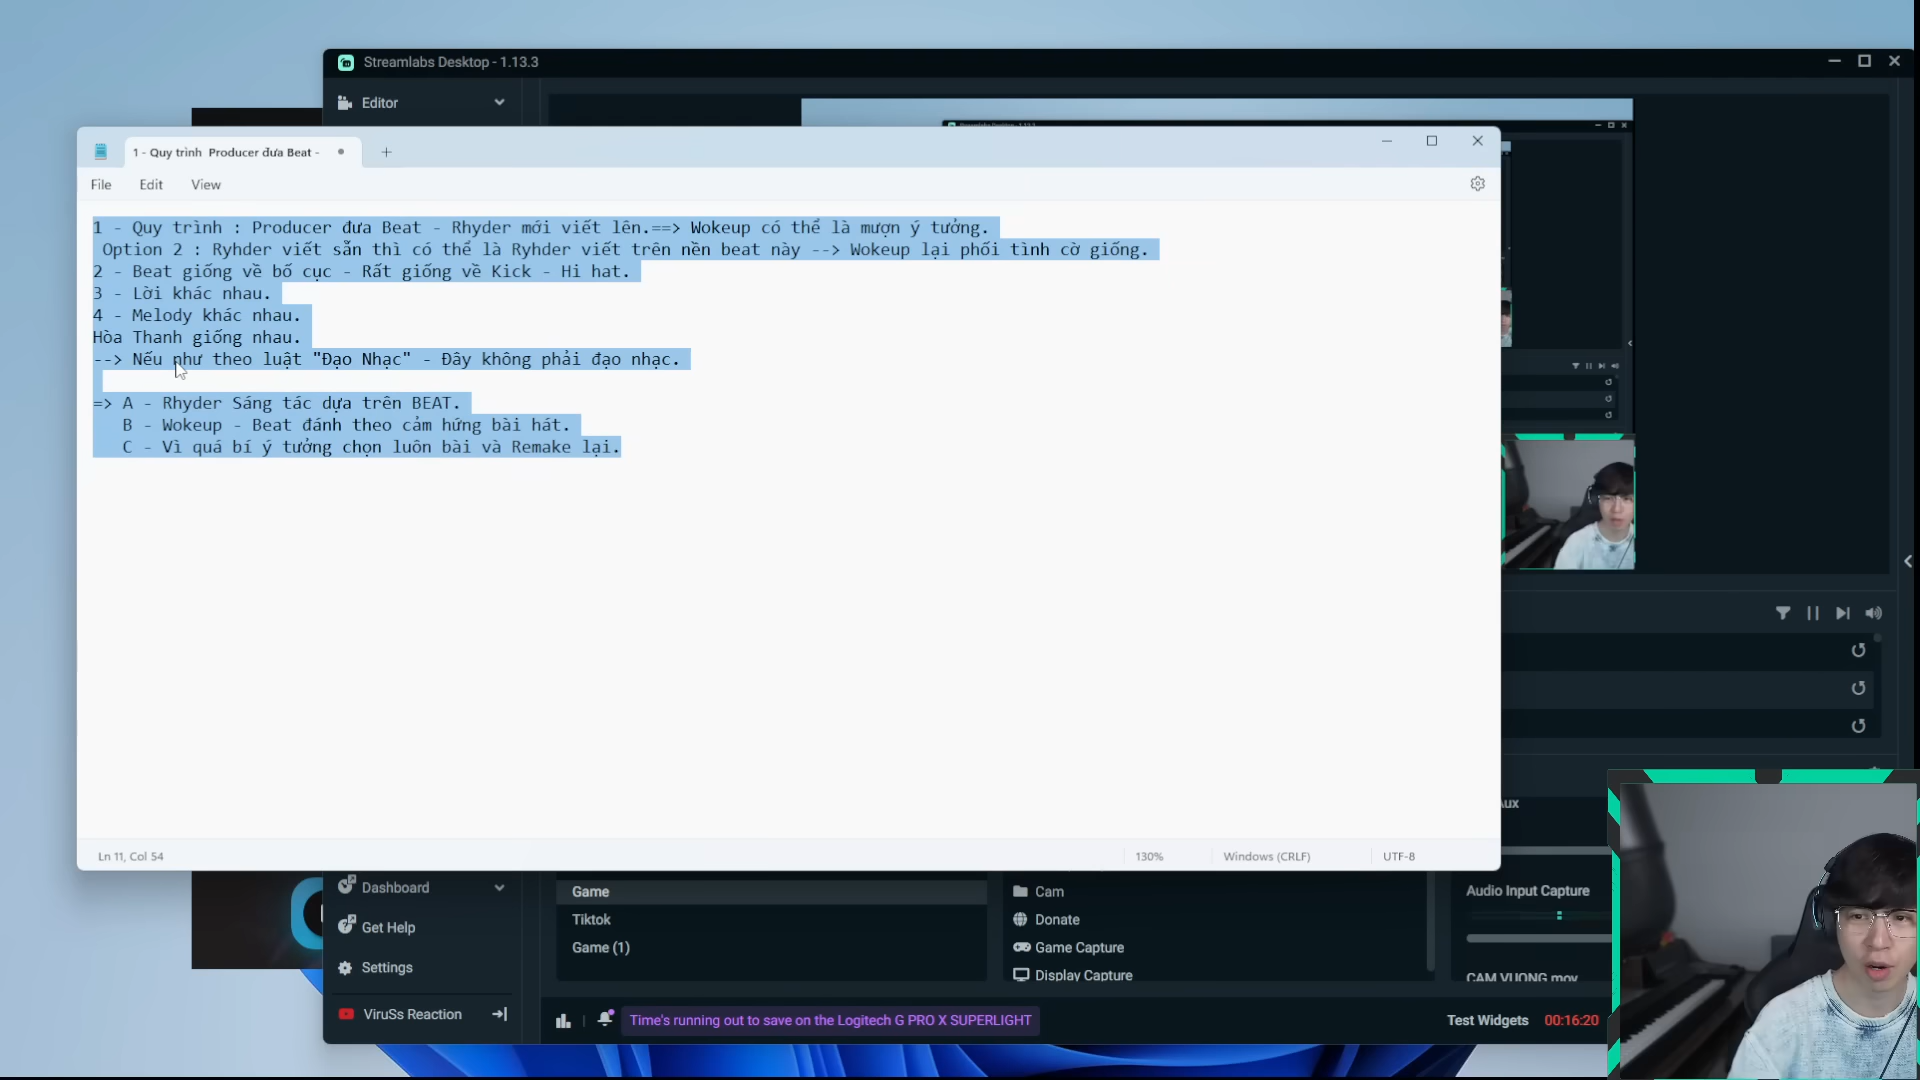 Streamlabs Desktop - 1.13.3
Editor
1 - Quy trình Producer đưa Beat -
File Edit View
1 - Quy trình : Producer đưa Beat - Rhyder mới viết lên.==> Wokeup có thể là mượn ý tưởng.
Option 2 : Ryhder viết sẵn thì có thể là Ryhder viết trên nền beat này --> Wokeup lại phối tình cờ giống.
2 - Beat giống về bố cục - Rất giống về Kick - Hi hat.
3 - Lời khác nhau.
4 - Melody khác nhau.
Hòa Thanh giống nhau.
--> Nếu như theo luật "Đạo Nhạc" - Đây không phải đạo nhạc.
=> A - Rhyder Sáng tác dựa trên BEAT.
B - Wokeup - Beat đánh theo cảm hứng bài hát.
C - Vì quá bí ý tưởng chọn luôn bài và Remake lại.
Ln 11, Col 54
130%
Windows (CRLF)
UTF-8
Dashboard
Get Help
Settings
ViruSs Reaction
Game
Tiktok
Game (1)
Cam
Donate
Game Capture
Display Capture
Audio Input Capture
CAM VUONG mov
Time's running out to save on the Logitech G PRO X SUPERLIGHT
Test Widgets 00:16:20